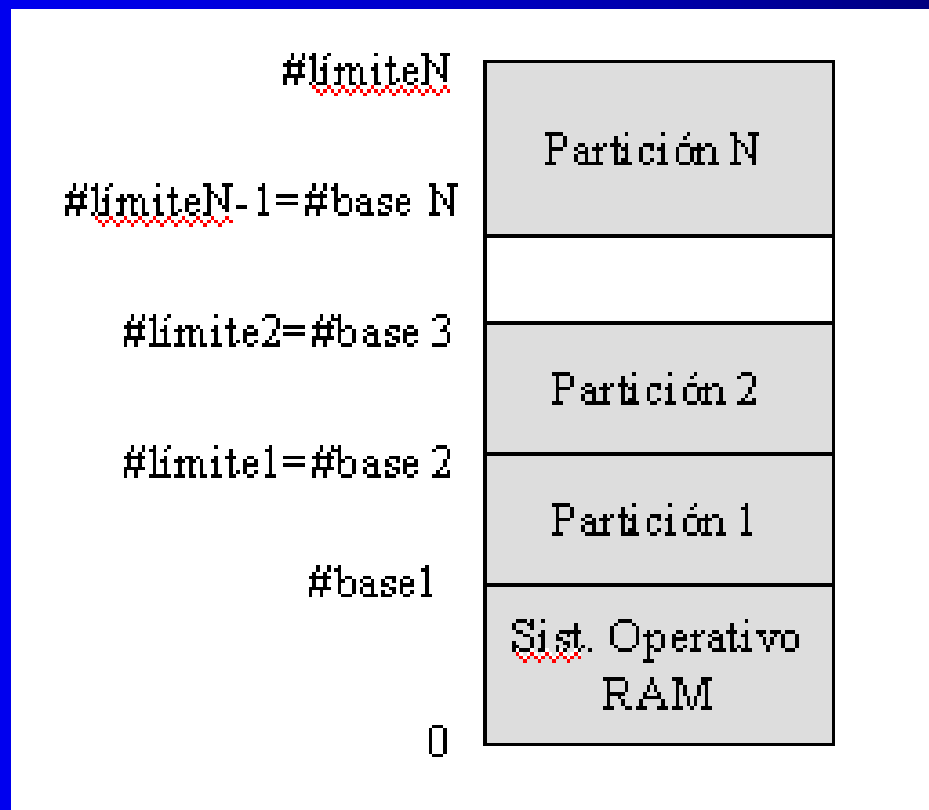 #límiteN
Partición N
#límiteN-1=#base N
#límite2=#base 3
Partición 2
#límite1=#base 2
Partición 1
#base1
Sist. Operativo
RAM
0